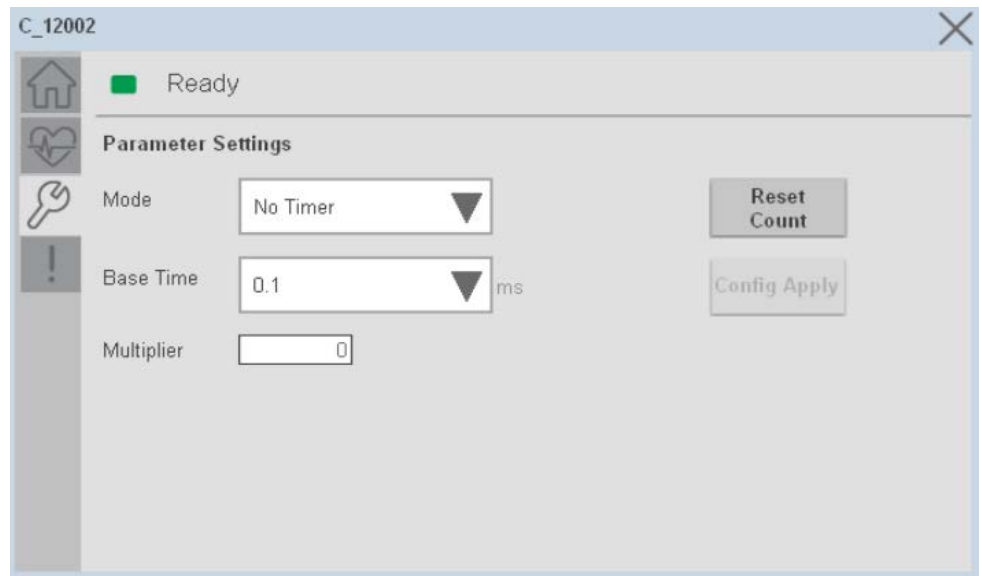 C_12002
Ready
Parameter Settings
Mode
No Timer
Reset
Count
Base Time
0.1
ms
Config Apply
Multiplier
0